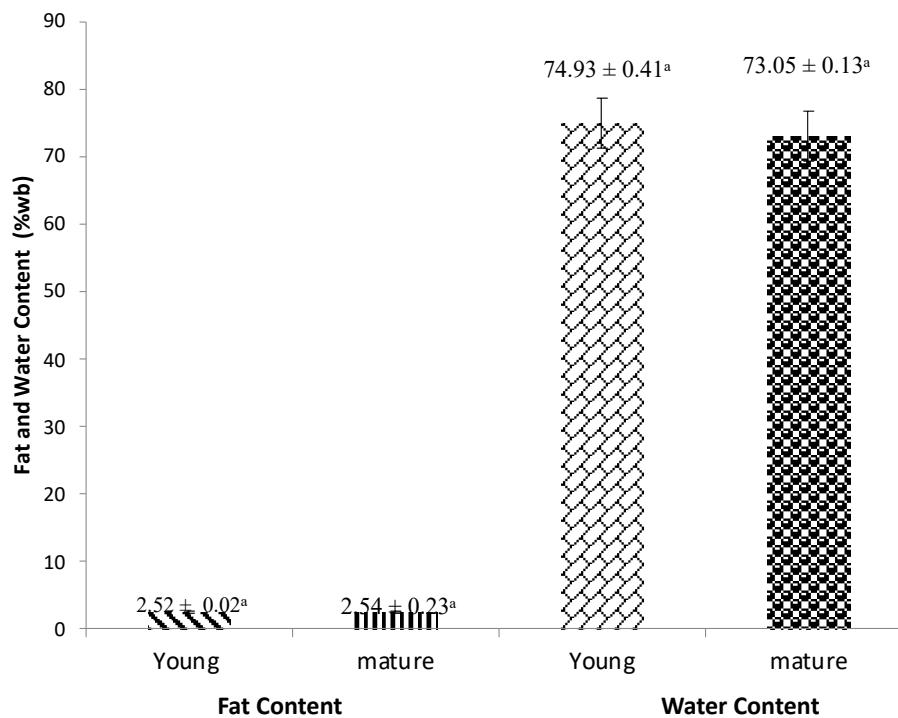 90
80
70
60
50
40
30
20
10
0
Fat and Water Content (%wb)
74.93 ± 0.41ᵃ
73.05 ± 0.13ᵃ
2.52 ± 0.02ᵃ
2.54 ± 0.23ᵃ
Young
mature
Young
mature
Fat Content
Water Content